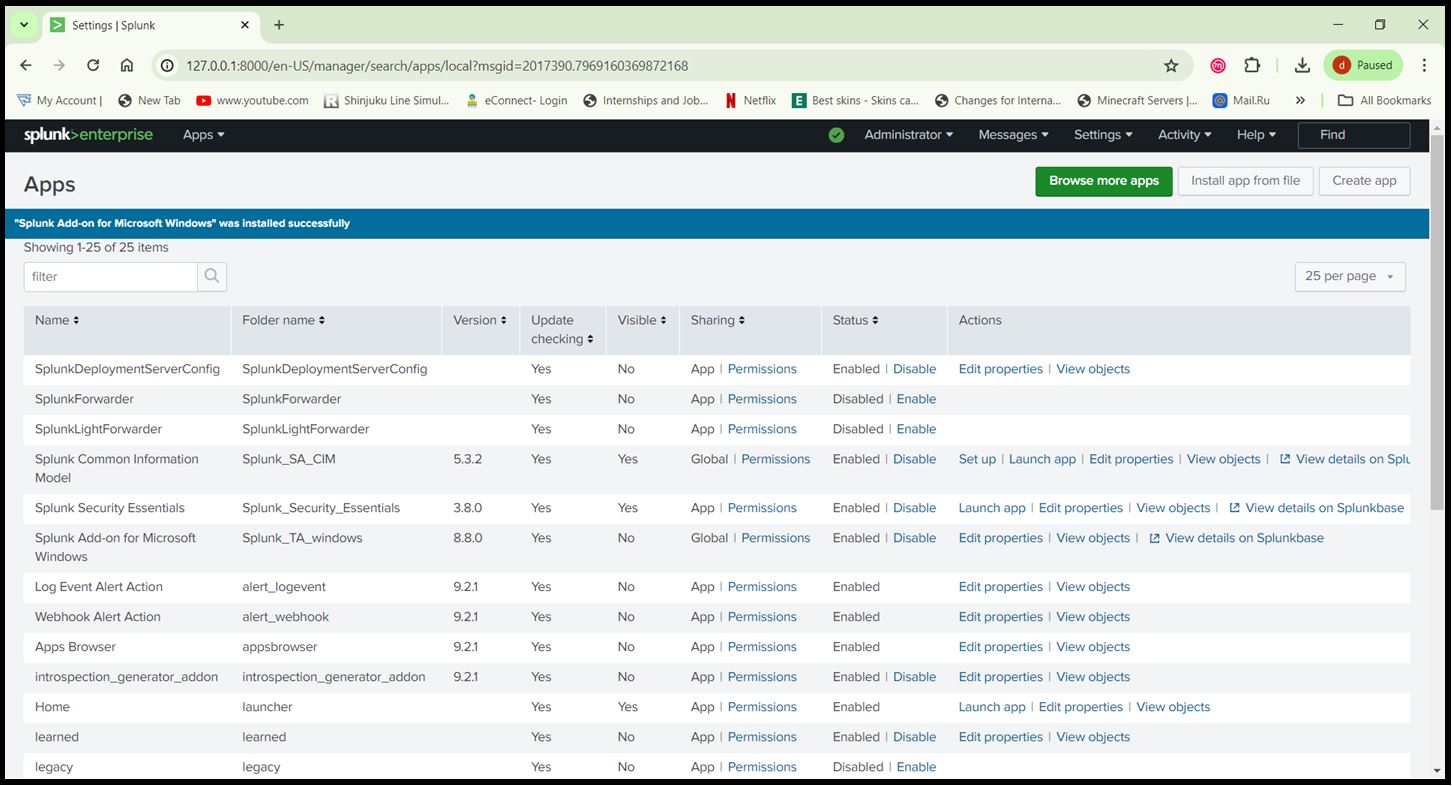 Settings | Splunk
127.0.0.1:8000/en-US/manager/search/apps/local?msgid=2017390.7969160369872168
d Paused
My Account | New Tab www.youtube.com Shinjuku Line Simul... eConnect- Login Internships and Job... Netflix Best skins - Skins ca... Changes for Interna... Minecraft Servers |... Mail.Ru » All Bookmarks
splunk>enterprise Apps Administrator Messages Settings Activity Help Find
Apps Browse more apps Install app from file Create app
"Splunk Add-on for Microsoft Windows" was installed successfully
Showing 1-25 of 25 items
filter 25 per page
Name Folder name Version Update checking Visible Sharing Status Actions
SplunkDeploymentServerConfig SplunkDeploymentServerConfig Yes No App | Permissions Enabled | Disable Edit properties | View objects
SplunkForwarder SplunkForwarder Yes No App | Permissions Disabled | Enable
SplunkLightForwarder SplunkLightForwarder Yes No App | Permissions Disabled | Enable
Splunk Common Information Model Splunk_SA_CIM 5.3.2 Yes Yes Global | Permissions Enabled | Disable Set up | Launch app | Edit properties | View objects | View details on Splu
Splunk Security Essentials Splunk_Security_Essentials 3.8.0 Yes Yes App | Permissions Enabled | Disable Launch app | Edit properties | View objects | View details on Splunkbase
Splunk Add-on for Microsoft Windows Splunk_TA_windows 8.8.0 Yes No Global | Permissions Enabled | Disable Edit properties | View objects | View details on Splunkbase
Log Event Alert Action alert_logevent 9.2.1 Yes No App | Permissions Enabled Edit properties | View objects
Webhook Alert Action alert_webhook 9.2.1 Yes No App | Permissions Enabled Edit properties | View objects
Apps Browser appsbrowser 9.2.1 Yes No App | Permissions Enabled Edit properties | View objects
introspection_generator_addon introspection_generator_addon 9.2.1 Yes No App | Permissions Enabled | Disable Edit properties | View objects
Home launcher Yes Yes App | Permissions Enabled Launch app | Edit properties | View objects
learned learned Yes No App | Permissions Enabled | Disable Edit properties | View objects
legacy legacy Yes No App | Permissions Disabled | Enable